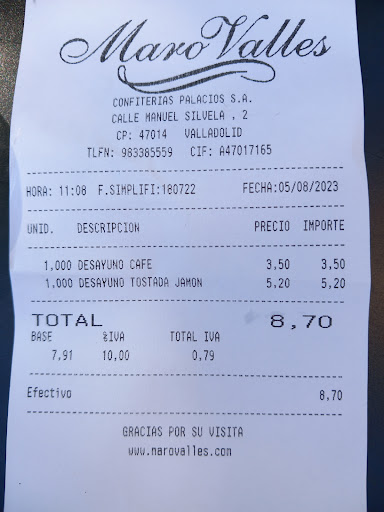 Maro Valles
CONFITERIAS PALACIOS S.A.
CALLE MANUEL SILVELA , 2
CP: 47014 VALLADOLID
TLFN: 983385559 CIF: A47017165
HORA: 11:08 F.SIMPLIFI:180722 FECHA:05/08/2023
UNID. DESCRIPCION PRECIO IMPORTE
1,000 DESAYUNO CAFE 3,50 3,50
1,000 DESAYUNO TOSTADA JAMON 5,20 5,20
TOTAL 8,70
BASE %IVA TOTAL IVA
7,91 10,00 0,79
Efectivo 8,70
GRACIAS POR SU VISITA
www.marovalles.com